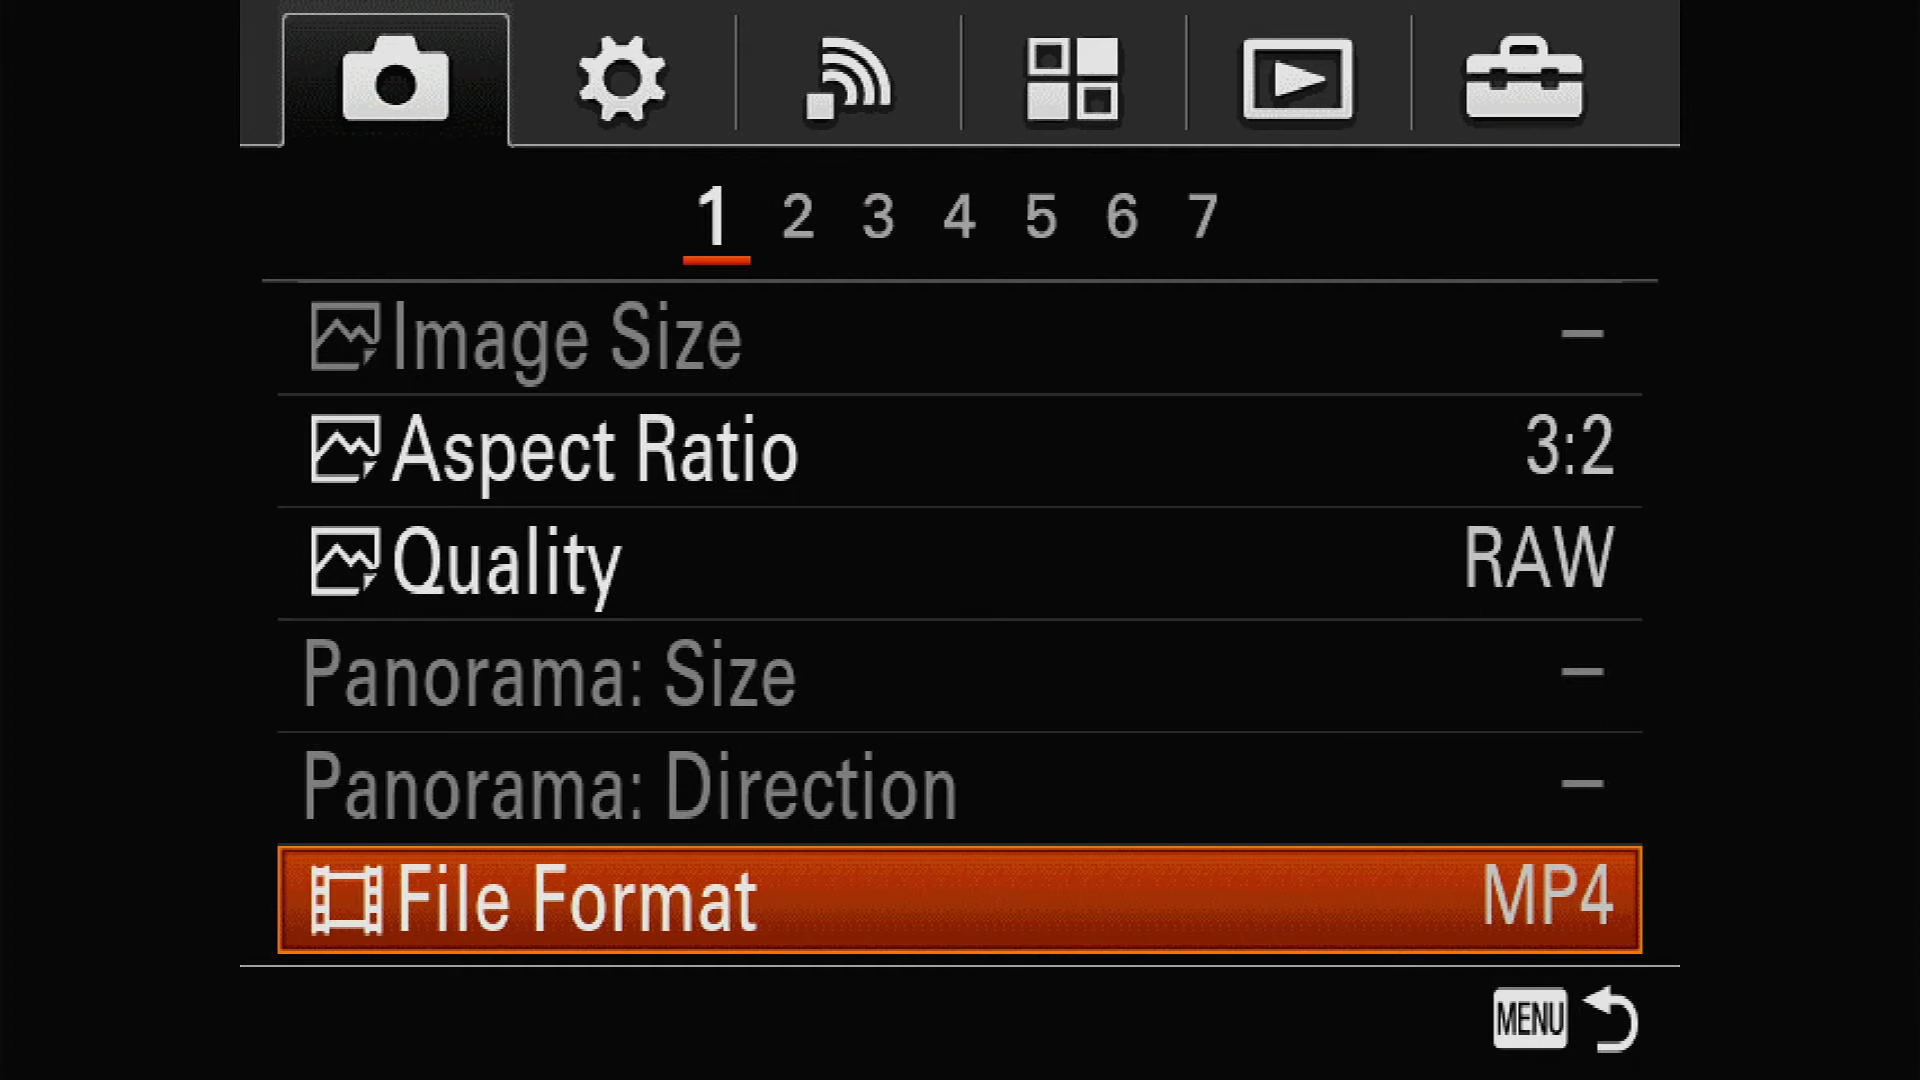 1 2 3 4 5 6 7
Image Size –
Aspect Ratio 3:2
Quality RAW
Panorama: Size –
Panorama: Direction –
File Format MP4
MENU